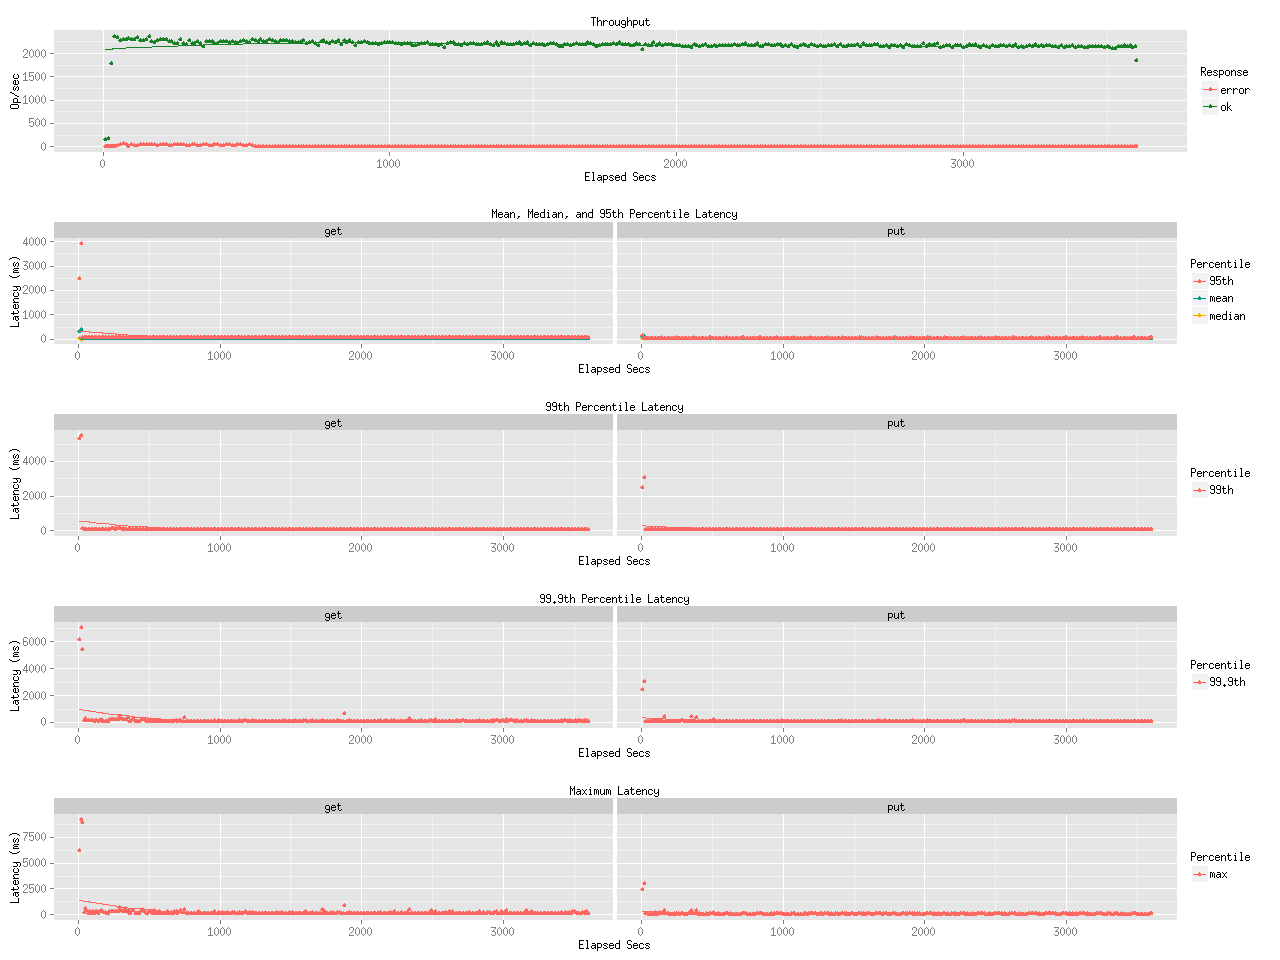 Throughput
Op/sec
2000
1500
1000
500
0
0 1000 2000 3000
Elapsed Secs
Response
error
ok
Mean, Median, and 95th Percentile Latency
get put
Latency (ms)
4000
3000
2000
1000
0
0 1000 2000 3000 0 1000 2000 3000
Elapsed Secs
Percentile
95th
mean
median
99th Percentile Latency
get put
Latency (ms)
4000
2000
0
0 1000 2000 3000 0 1000 2000 3000
Elapsed Secs
Percentile
99th
99.9th Percentile Latency
get put
Latency (ms)
6000
4000
2000
0
0 1000 2000 3000 0 1000 2000 3000
Elapsed Secs
Percentile
99.9th
Maximum Latency
get put
Latency (ms)
7500
5000
2500
0
0 1000 2000 3000 0 1000 2000 3000
Elapsed Secs
Percentile
max